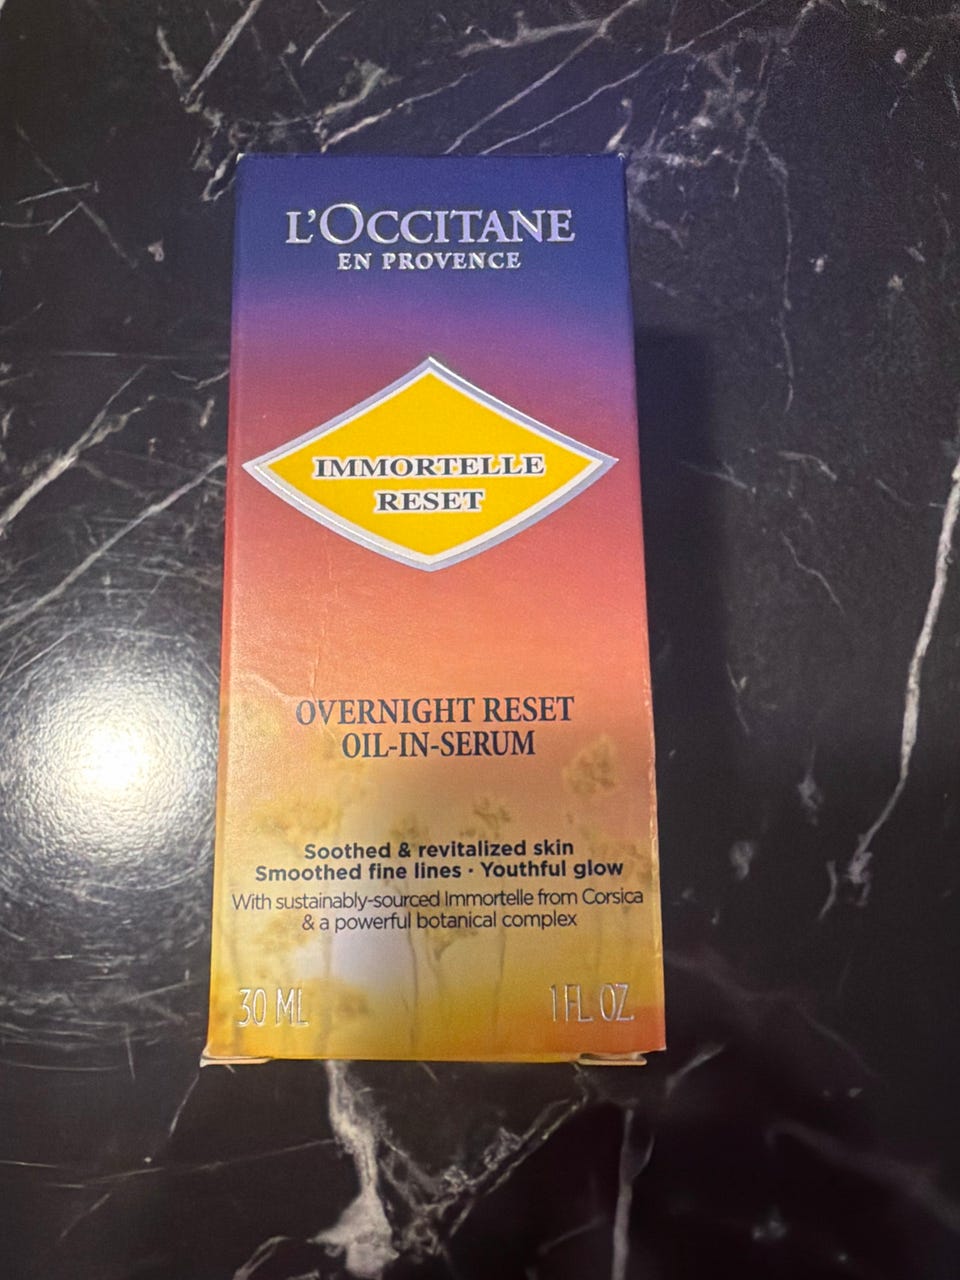 L'OCCITANE
EN PROVENCE
IMMORTELLE
RESET
OVERNIGHT RESET
OIL-IN-SERUM
Soothed & revitalized skin
Smoothed fine lines · Youthful glow
With sustainably-sourced Immortelle from Corsica
& a powerful botanical complex
30 ML 1 FL. OZ.